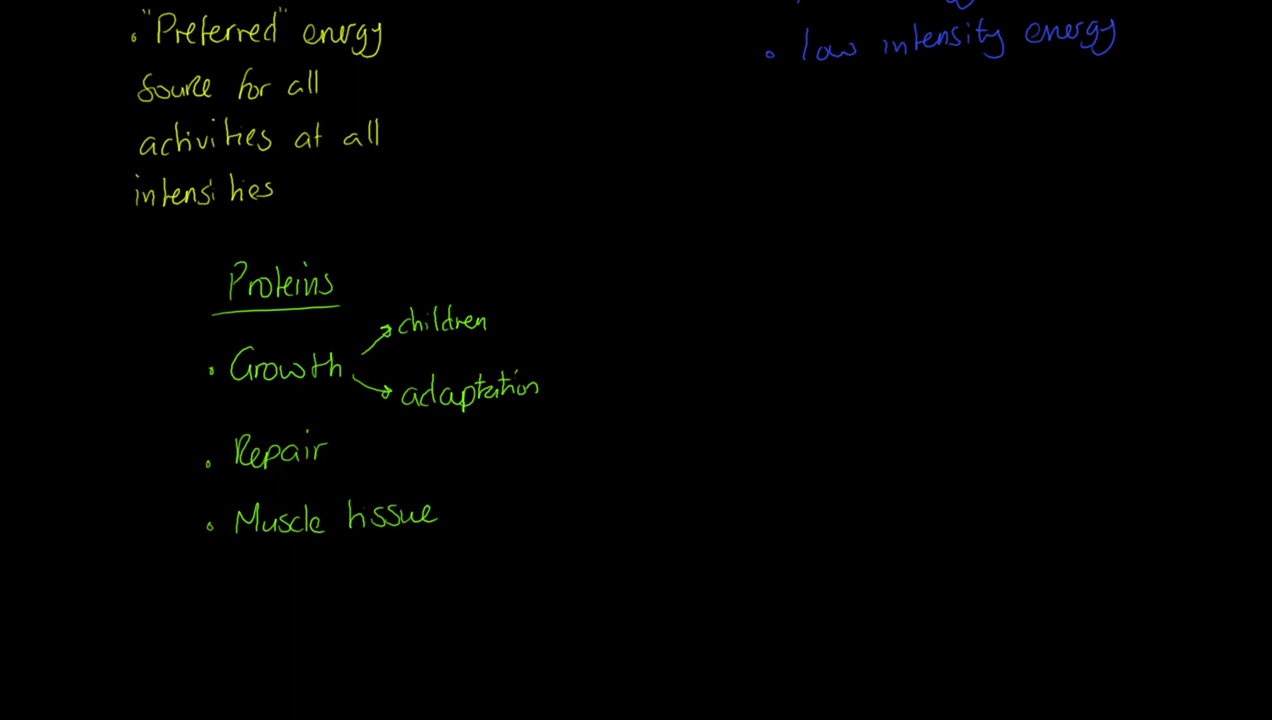 • "Preferred" energy
source for all
activities at all
intensities
• low intensity energy
Proteins
• Growth
children
adaptation
• Repair
• Muscle tissue